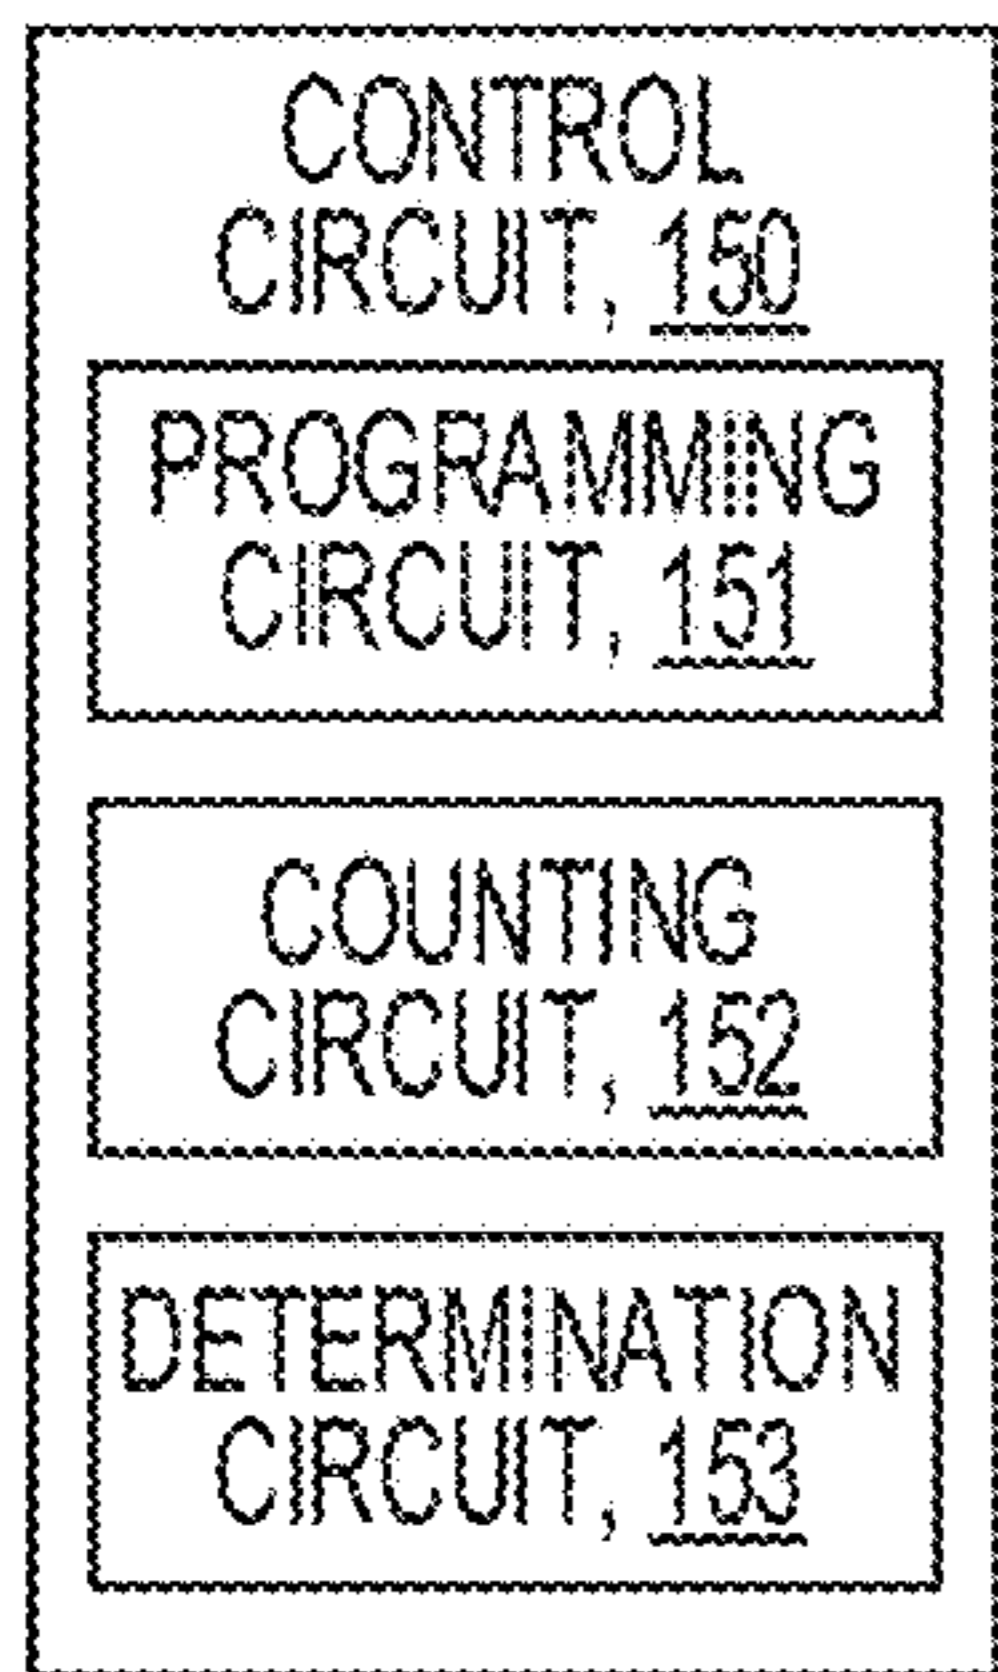 CONTROL
CIRCUIT, 150
PROGRAMMING
CIRCUIT, 151
COUNTING
CIRCUIT, 152
DETERMINATION
CIRCUIT, 153